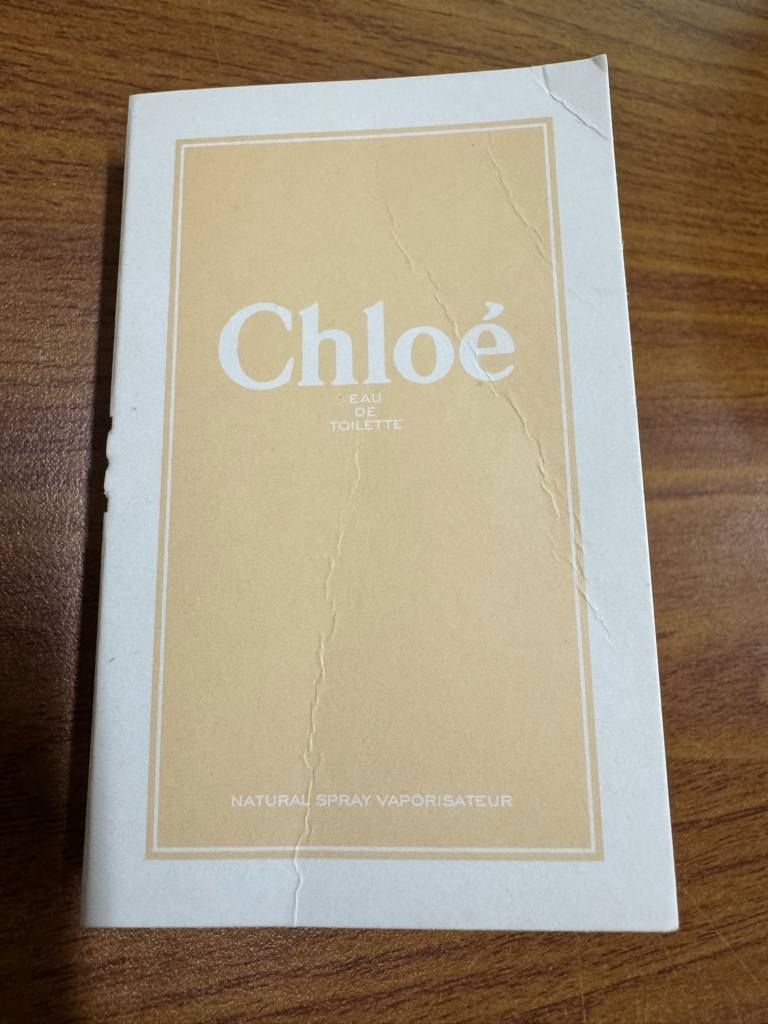 Chloé
EAU
DE
TOILETTE
NATURAL SPRAY VAPORISATEUR